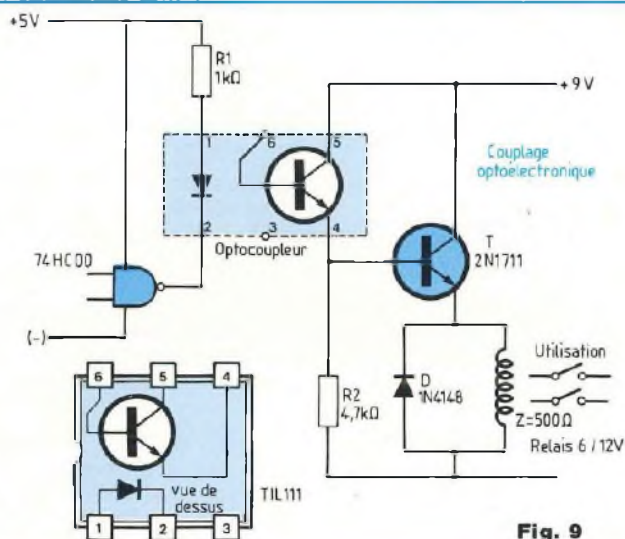 +5V
R1
1kΩ
+9V
1
6
5
Couplage
optoélectronique
2
3
4
Optocoupleur
T
2N1711
74HC00
(-)
R2
4,7kΩ
D
1N4148
Utilisation
Z=500Ω
Relais 6/12V
6
5
4
vue de
dessus
TIL111
1
2
3
Fig. 9